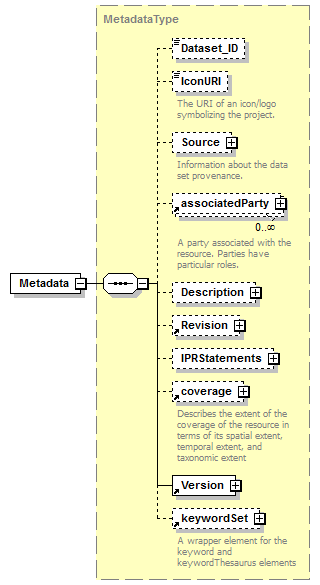 MetadataType
Dataset_ID
IconURI
The URI of an icon/logo
symbolizing the project.
Source
Information about the data
set provenance.
associatedParty
0..∞
A party associated with the
resource. Parties have
particular roles.
Metadata
Description
Revision
IPRStatements
coverage
Describes the extent of the
coverage of the resource in
terms of its spatial extent,
temporal extent, and
taxonomic extent
Version
keywordSet
A wrapper element for the
keyword and
keywordThesaurus elements